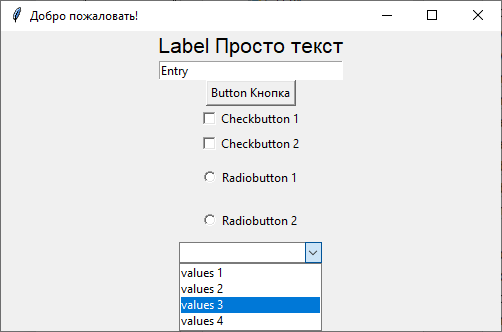 Добро пожаловать!
Label Просто текст
Entry
Button Кнопка
Checkbutton 1
Checkbutton 2
Radiobutton 1
Radiobutton 2
values 1
values 2
values 3
values 4